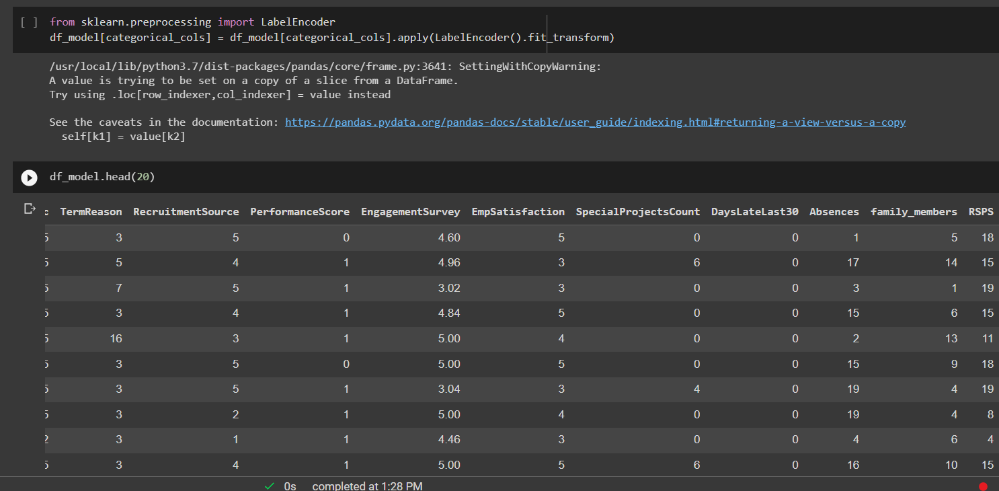 [ ] from sklearn.preprocessing import LabelEncoder
df_model[categorical_cols] = df_model[categorical_cols].apply(LabelEncoder().fit_transform)
/usr/local/lib/python3.7/dist-packages/pandas/core/frame.py:3641: SettingWithCopyWarning:
A value is trying to be set on a copy of a slice from a DataFrame.
Try using .loc[row_indexer,col_indexer] = value instead
See the caveats in the documentation: https://pandas.pydata.org/pandas-docs/stable/user_guide/indexing.html#returning-a-view-versus-a-copy
self[k1] = value[k2]
df_model.head(20)
c TermReason RecruitmentSource PerformanceScore EngagementSurvey EmpSatisfaction SpecialProjectsCount DaysLateLast30 Absences family_members RSPS
5 3 5 0 4.60 5 0 0 1 5 18
5 5 4 1 4.96 3 6 0 17 14 15
5 7 5 1 3.02 3 0 0 3 1 19
5 3 4 1 4.84 5 0 0 15 6 15
5 16 3 1 5.00 4 0 0 2 13 11
5 3 5 0 5.00 5 0 0 15 9 18
5 3 5 1 3.04 3 4 0 19 4 19
5 3 2 1 5.00 4 0 0 19 4 8
2 3 1 1 4.46 3 0 0 4 6 4
5 3 4 1 5.00 5 6 0 16 10 15
0s completed at 1:28 PM